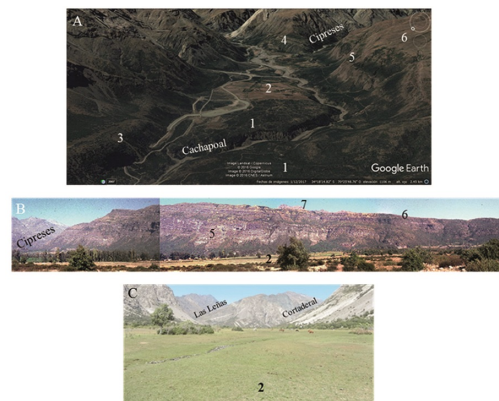 A
4
Cipreses
6
5
2
1
3
Cachapoal
1
Google Earth
B
7
6
Cipreses
5
2
C
Las Leñas
Cortaderal
2